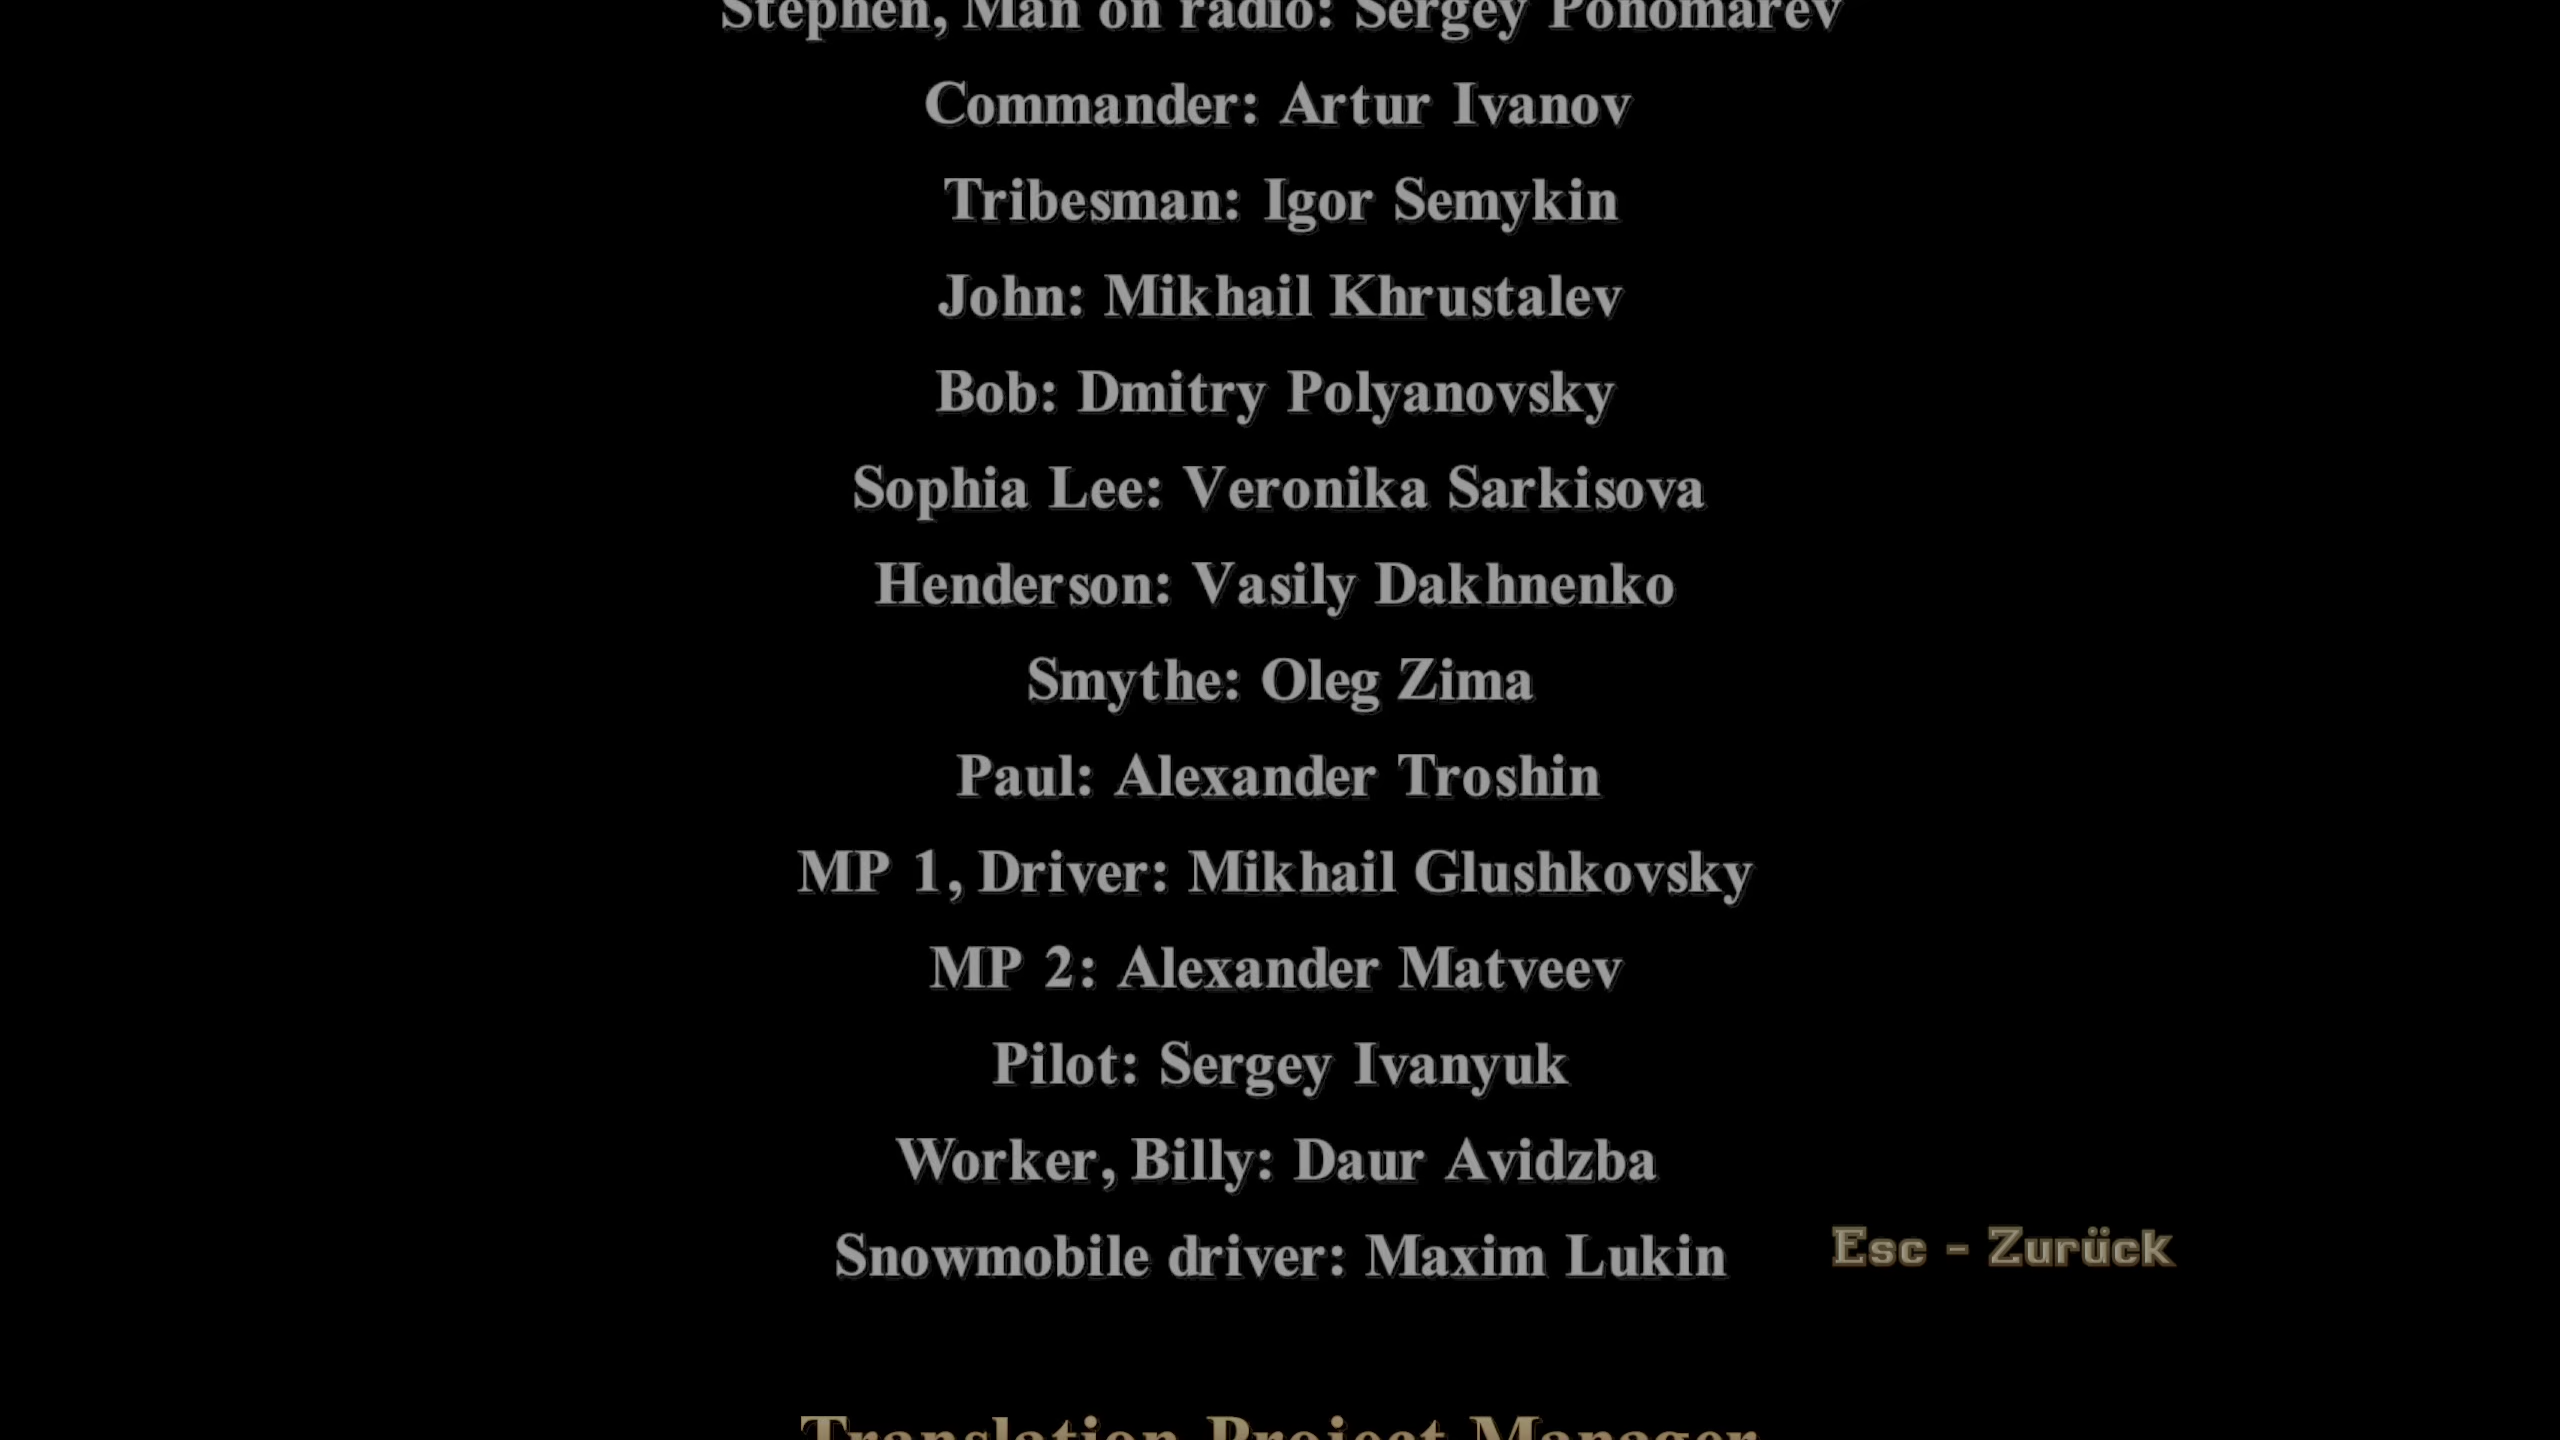 Stephen, Man on radio: Sergey Ponomarev
Commander: Artur Ivanov
Tribesman: Igor Semykin
John: Mikhail Khrustalev
Bob: Dmitry Polyanovsky
Sophia Lee: Veronika Sarkisova
Henderson: Vasily Dakhnenko
Smythe: Oleg Zima
Paul: Alexander Troshin
MP 1, Driver: Mikhail Glushkovsky
MP 2: Alexander Matveev
Pilot: Sergey Ivanyuk
Worker, Billy: Daur Avidzba
Snowmobile driver: Maxim Lukin
Esc - Zurück
Translation Project Manager